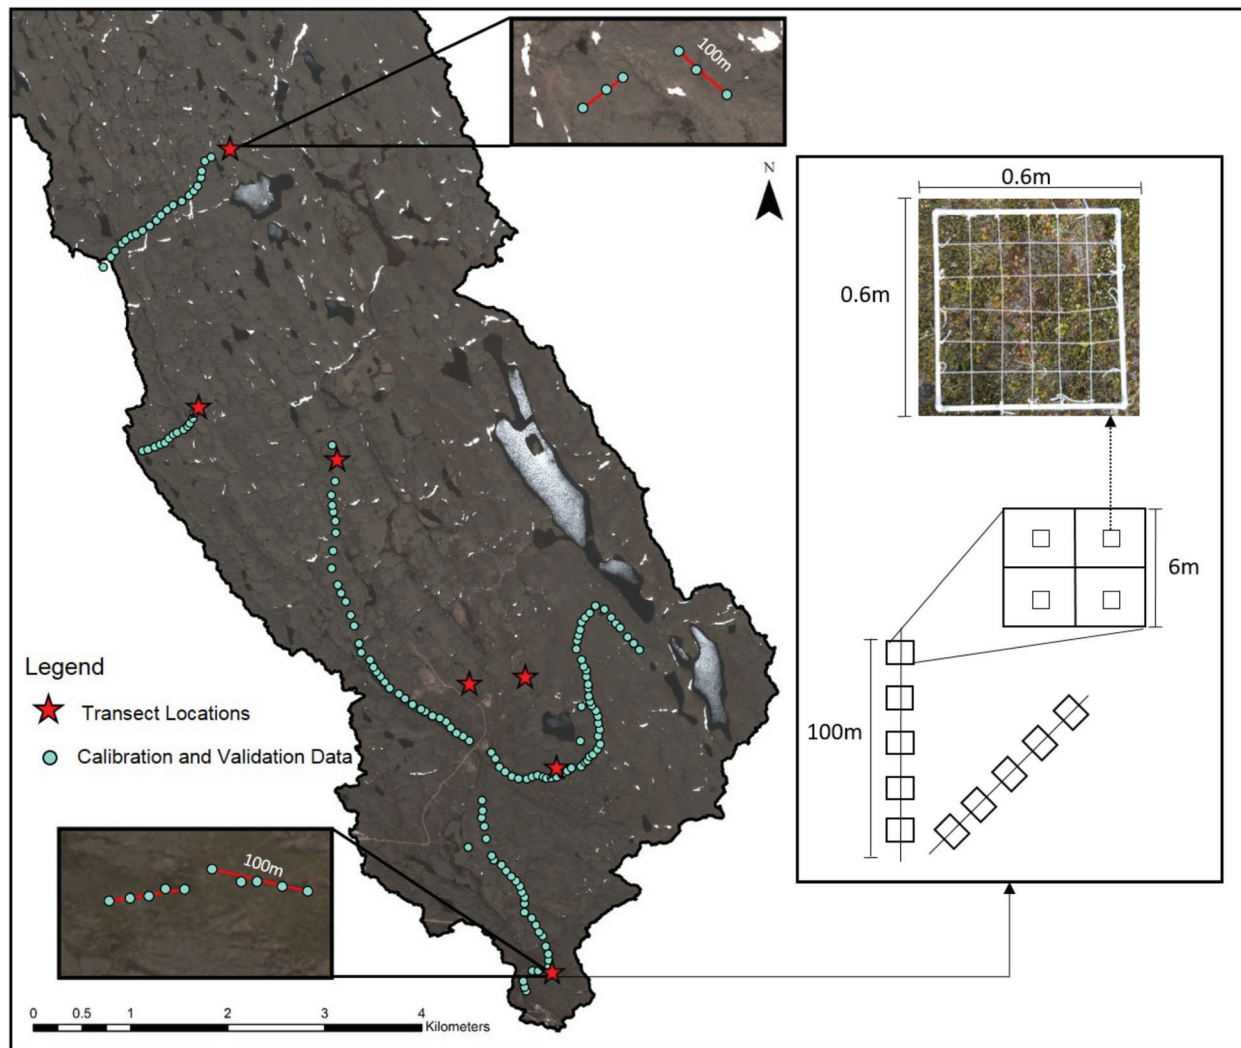 100m
N
0.6m
0.6m
6m
100m
Legend
Transect Locations
Calibration and Validation Data
100m
0 0.5 1 2 3 4
Kilometers